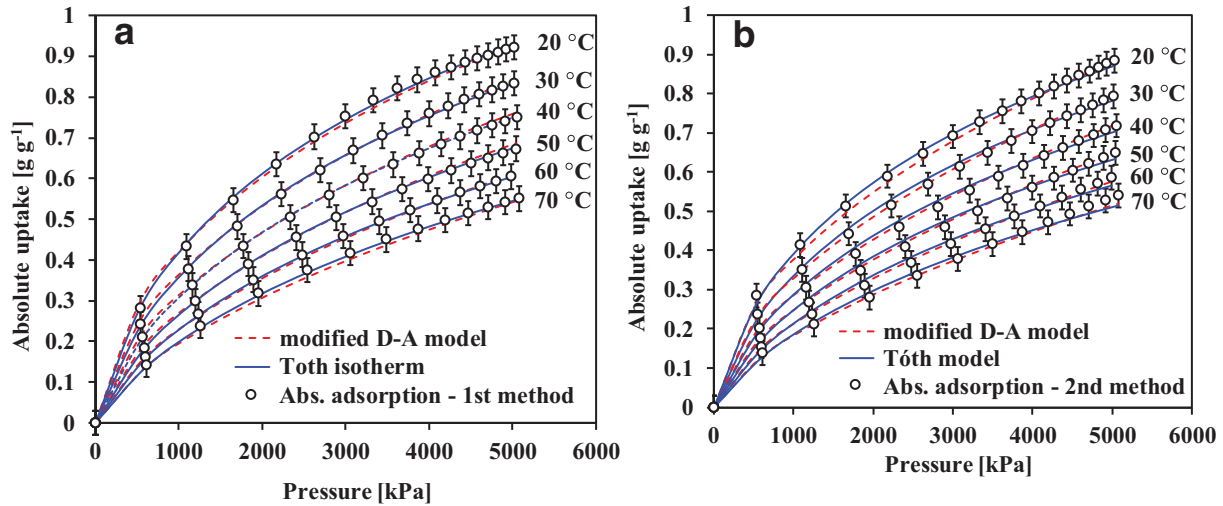 a
Absolute uptake [g g-1]
1
0.9
0.8
0.7
0.6
0.5
0.4
0.3
0.2
0.1
0
20 °C
30 °C
40 °C
50 °C
60 °C
70 °C
modified D-A model
Toth isotherm
Abs. adsorption - 1st method
0 1000 2000 3000 4000 5000 6000
Pressure [kPa]
b
Absolute uptake [g g-1]
1
0.9
0.8
0.7
0.6
0.5
0.4
0.3
0.2
0.1
0
20 °C
30 °C
40 °C
50 °C
60 °C
70 °C
modified D-A model
Tóth model
Abs. adsorption - 2nd method
0 1000 2000 3000 4000 5000 6000
Pressure [kPa]